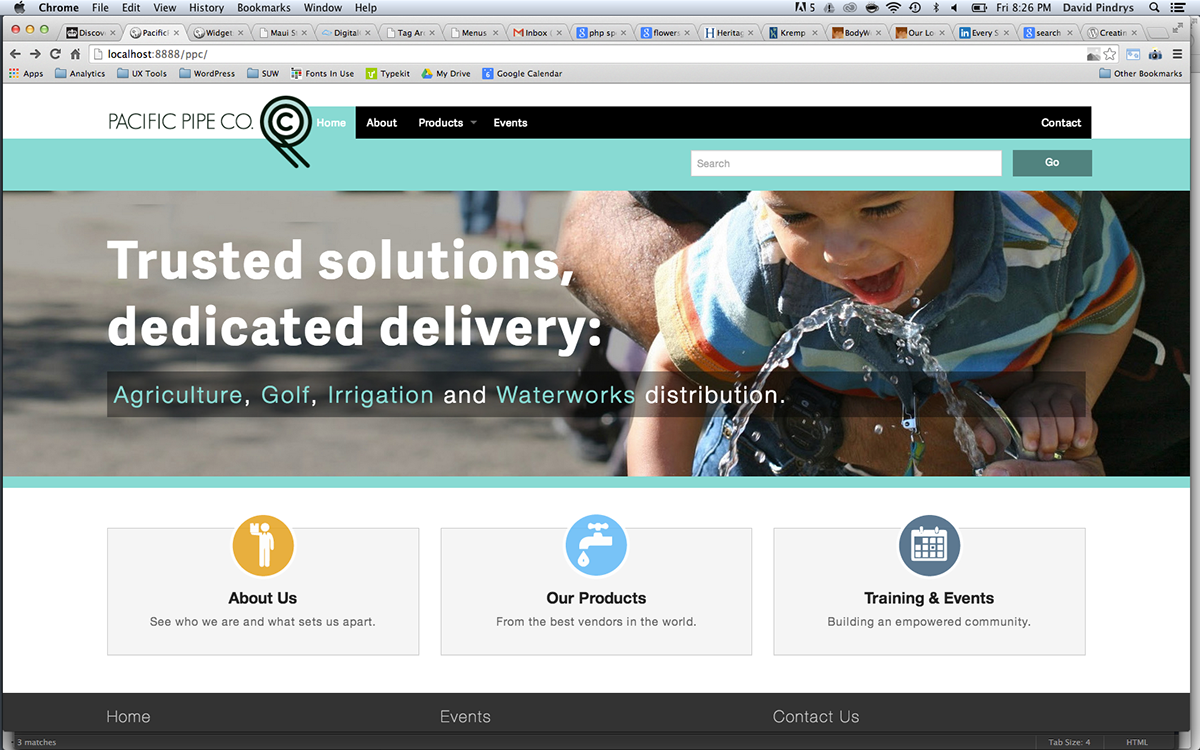 Chrome File Edit View History Bookmarks Window Help 5 Fri 8:26 PM David Pindrys
Discov Pacific Widget Maui S Digital Tag Ar Menus Inbox ( php sp flowers Heritag Kremp BodyW Our Lo Every S search Creatin
localhost:8888/ppc/
Apps Analytics UX Tools WordPress SUW Fonts In Use Typekit My Drive 6 Google Calendar Other Bookmarks
PACIFIC PIPE CO. C Home About Products Events Contact
Search Go
Trusted solutions,
dedicated delivery:
Agriculture, Golf, Irrigation and Waterworks distribution.
About Us
See who we are and what sets us apart.
Our Products
From the best vendors in the world.
Training & Events
Building an empowered community.
Home Events Contact Us
3 matches Tab Size: 4 HTML